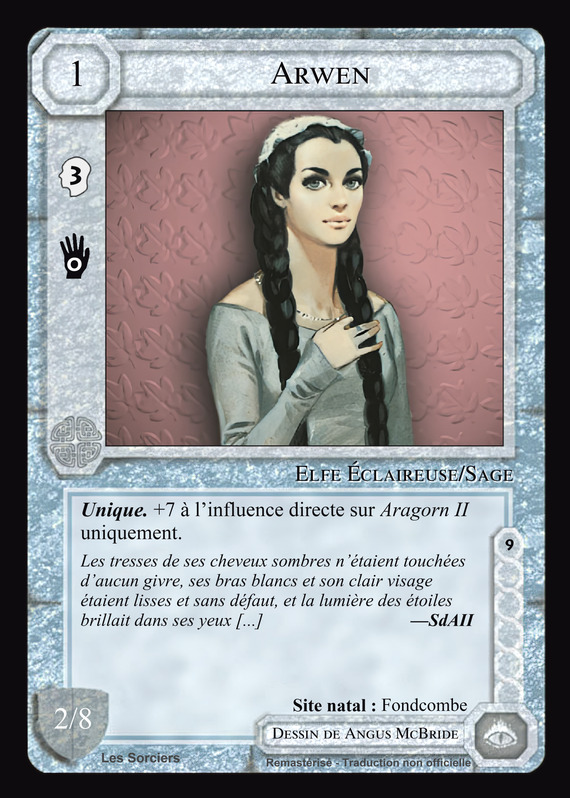 1
Arwen
3
0
Elfe Éclaireuse/Sage
Unique. +7 à l'influence directe sur Aragorn II
uniquement.
Les tresses de ses cheveux sombres n'étaient touchées
d'aucun givre, ses bras blancs et son clair visage
étaient lisses et sans défaut, et la lumière des étoiles
brillait dans ses yeux [...] —SdAII
9
Site natal : Fondcombe
2/8
Dessin de Angus McBride
Les Sorciers
Remastérisé - Traduction non officielle